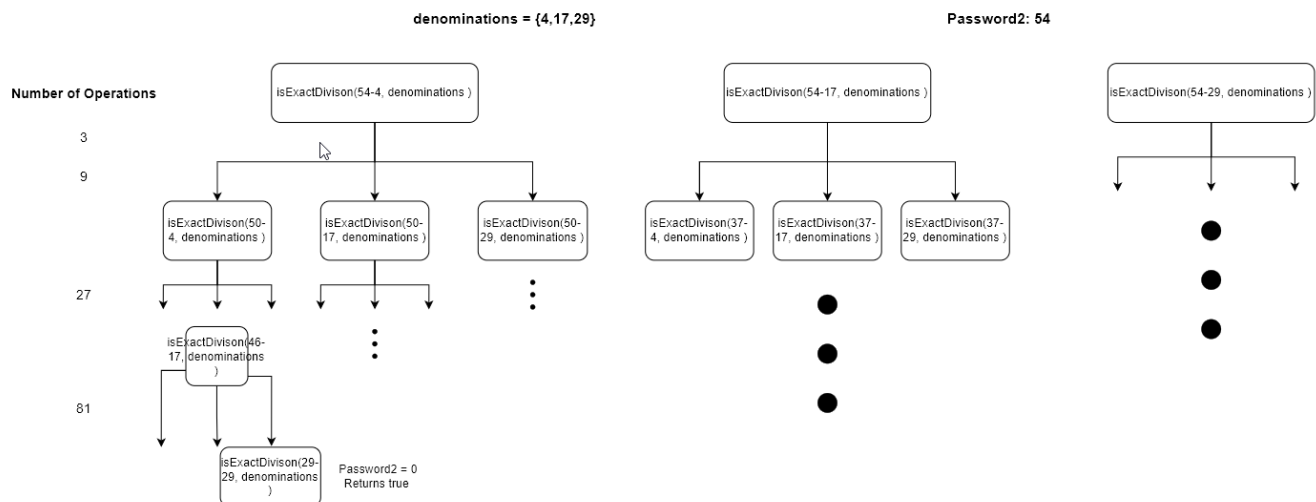 denominations = {4,17,29}
Password2: 54
Number of Operations
isExactDivison(54-4, denominations )
isExactDivison(54-17, denominations )
isExactDivison(54-29, denominations )
3
9
isExactDivison(50-
4, denominations )
isExactDivison(50-
17, denominations )
isExactDivison(50-
29, denominations )
isExactDivison(37-
4, denominations )
isExactDivison(37-
17, denominations )
isExactDivison(37-
29, denominations )
27
isExactDivison(46-
17, denominations
)
81
isExactDivison(29-
29, denominations
)
Password2 = 0
Returns true